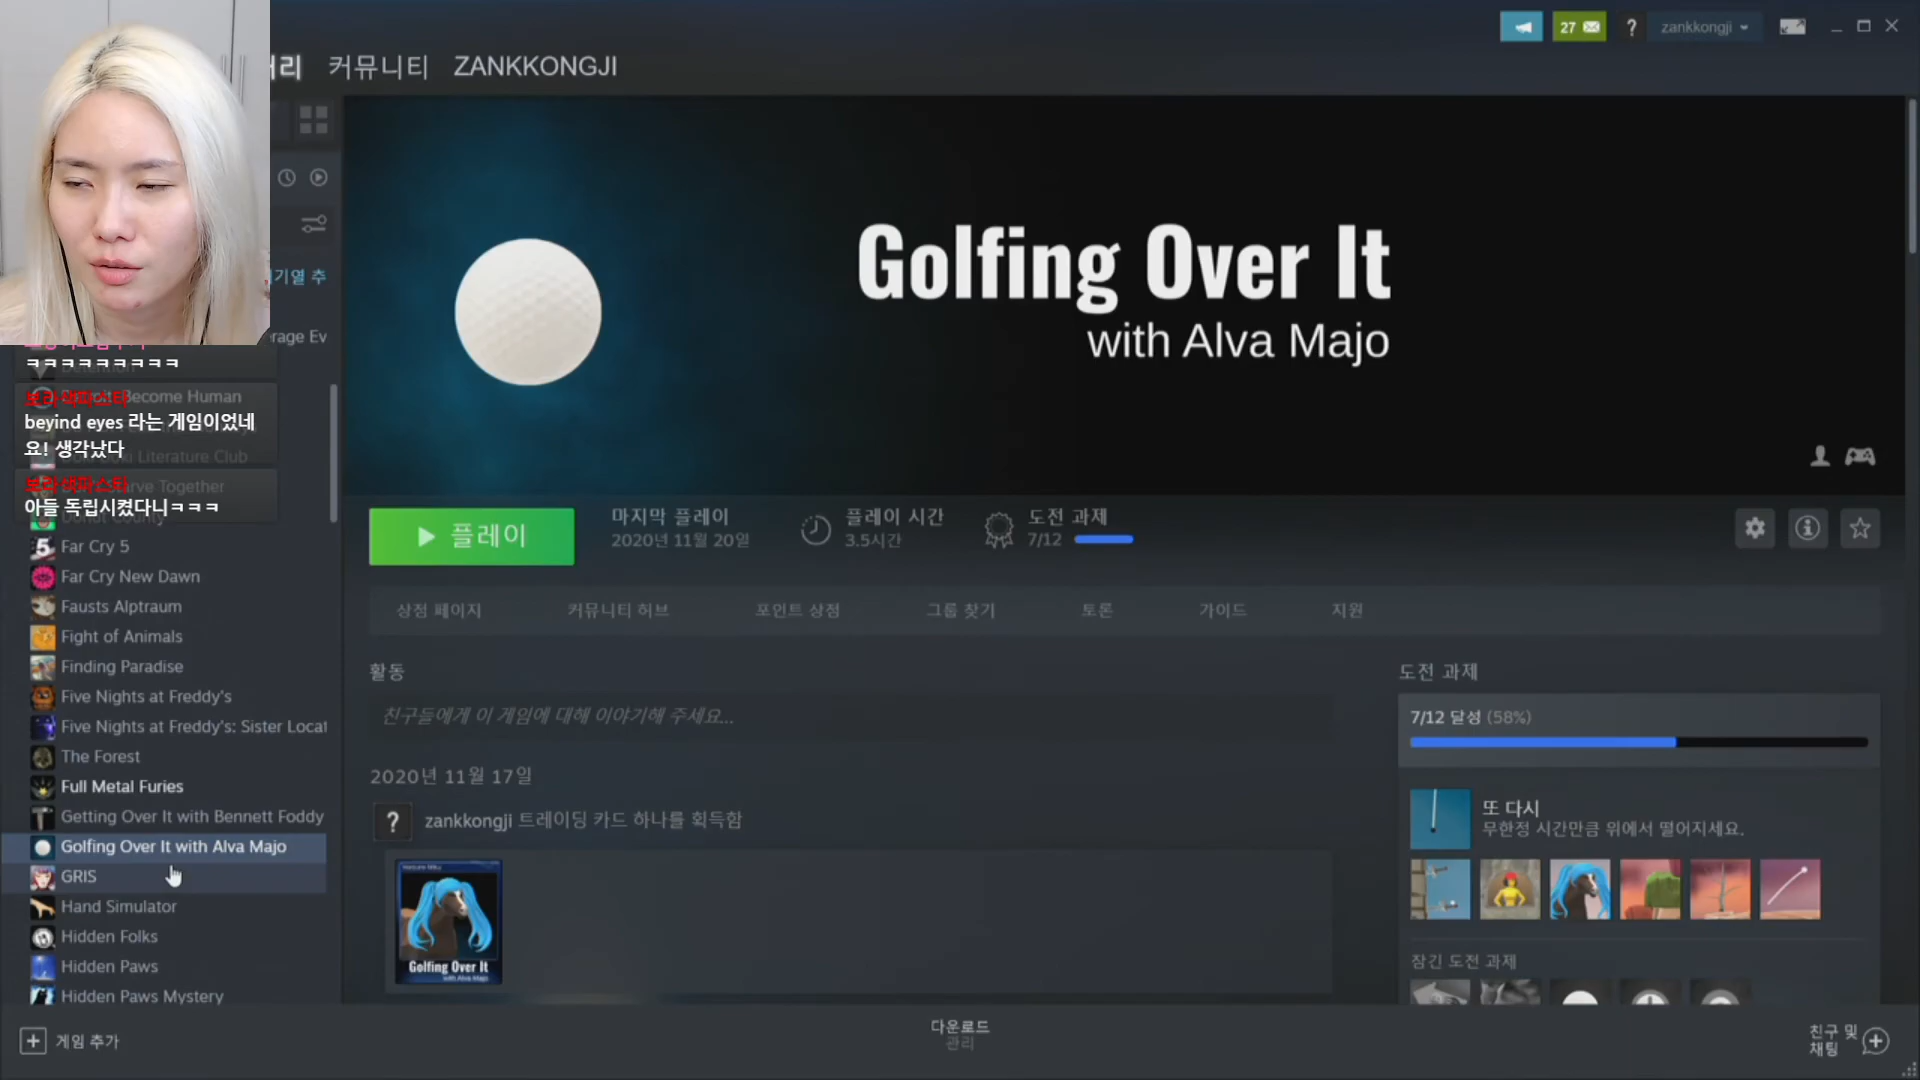 커뮤니티
ZANKKONGJI
27
?
zankkongji
ㅋㅋㅋㅋㅋㅋㅋㅋㅋ
Become Human
beyind eyes 라는 게임이었네
요! 생각났다
Literature Club
Together
아들 독립시켰다니ㅋㅋㅋ
Far Cry 5
Far Cry New Dawn
Fausts Alptraum
Fight of Animals
Finding Paradise
Five Nights at Freddy's
Five Nights at Freddy's: Sister Locat
The Forest
Full Metal Furies
Getting Over It with Bennett Foddy
Golfing Over It with Alva Majo
GRIS
Hand Simulator
Hidden Folks
Hidden Paws
Hidden Paws Mystery
Golfing Over It
with Alva Majo
플레이
마지막 플레이
2020년 11월 20일
플레이 시간
3.5시간
도전 과제
7/12
상점 페이지
커뮤니티 허브
포인트 상점
그룹 찾기
토론
가이드
지원
활동
친구들에게 이 게임에 대해 이야기해 주세요...
2020년 11월 17일
?
zankkongji 트레이딩 카드 하나를 획득함
Golfing Over It
with Alva Majo
도전 과제
7/12 달성 (58%)
또 다시
무한정 시간만큼 위에서 떨어지세요.
잠긴 도전 과제
게임 추가
다운로드
관리
친구 및
채팅